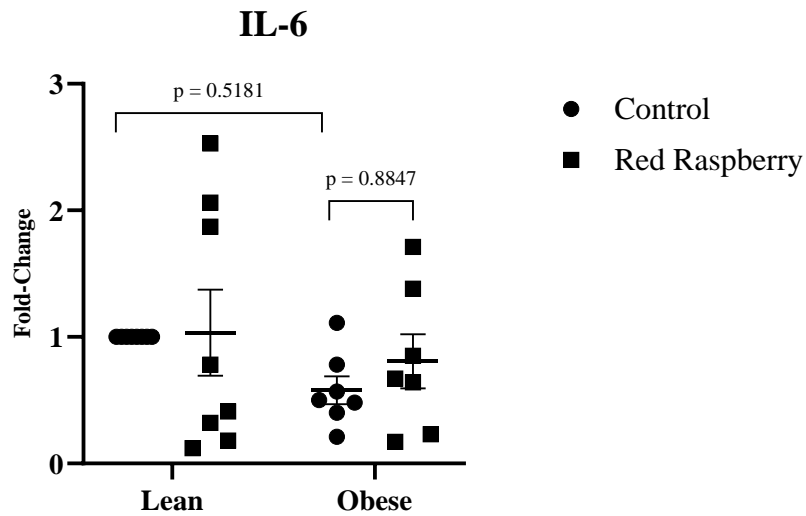 IL-6
3
2
1
0
Fold-Change
p = 0.5181
p = 0.8847
Lean
Obese
Control
Red Raspberry